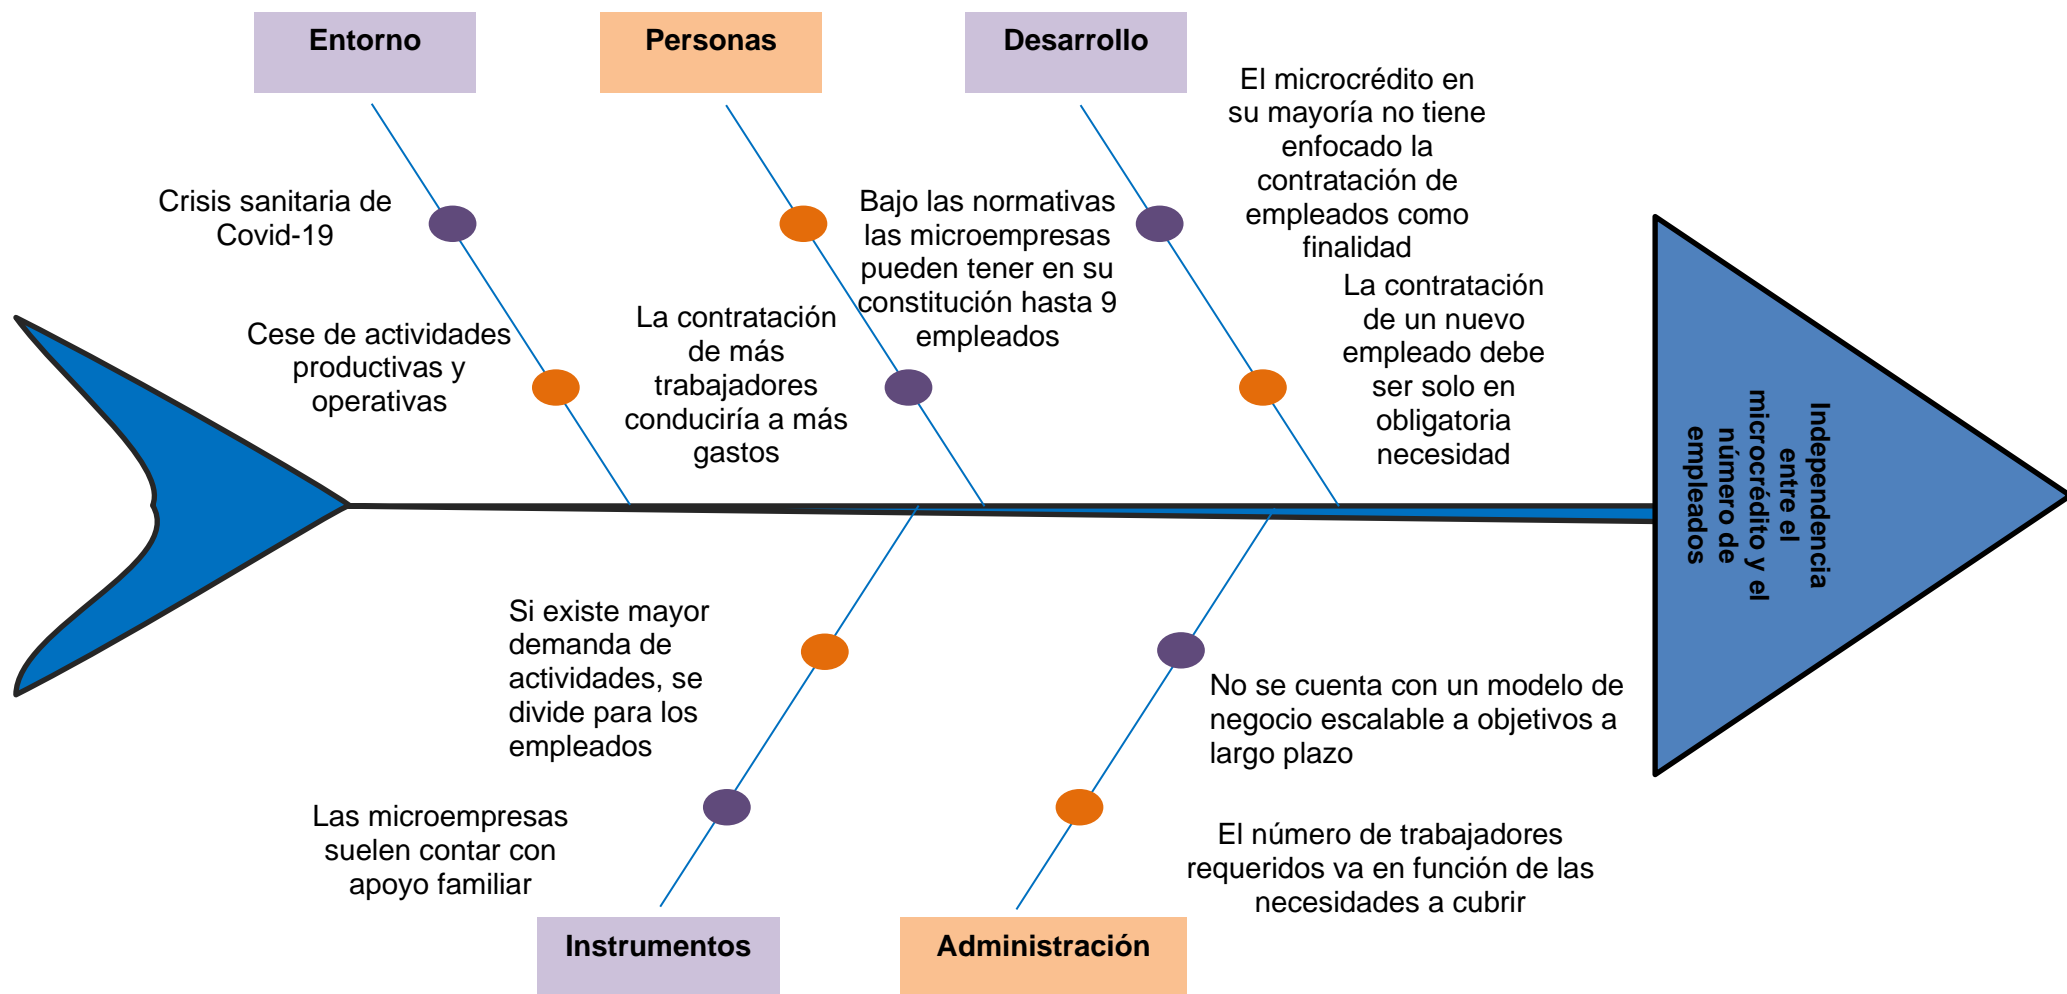 Entorno
Personas
Desarrollo
Crisis sanitaria de
Covid-19
Cese de actividades
productivas y
operativas
La contratación
de más
trabajadores
conduciría a más
gastos
Bajo las normativas
las microempresas
pueden tener en su
constitución hasta 9
empleados
El microcrédito en
su mayoría no tiene
enfocado la
contratación de
empleados como
finalidad
La contratación
de un nuevo
empleado debe
ser solo en
obligatoria
necesidad
Independencia
entre el
microcrédito y el
número de
empleados
Si existe mayor
demanda de
actividades, se
divide para los
empleados
Las microempresas
suelen contar con
apoyo familiar
No se cuenta con un modelo de
negocio escalable a objetivos a
largo plazo
El número de trabajadores
requeridos va en función de las
necesidades a cubrir
Instrumentos
Administración